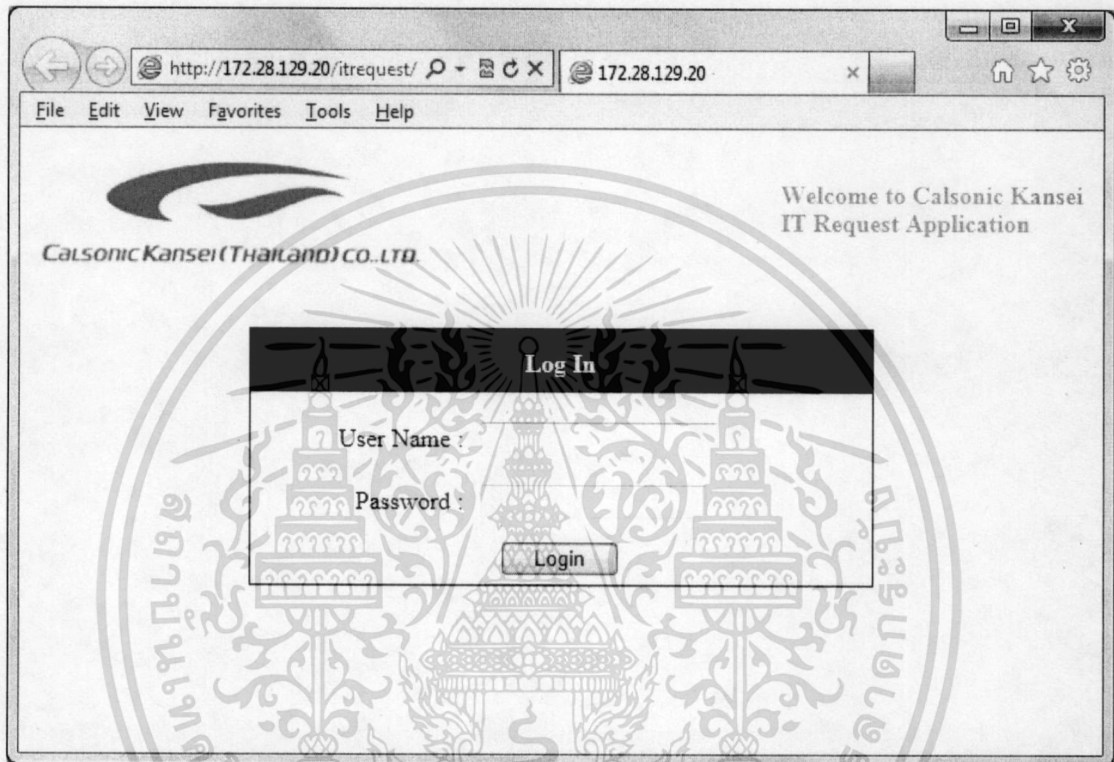 http://172.28.129.20/itrequest/
172.28.129.20
File Edit View Favorites Tools Help
Welcome to Calsonic Kansei
IT Request Application
Calsonic Kansei (Thailand) CO.,LTD.
Log In
User Name :
Password :
Login